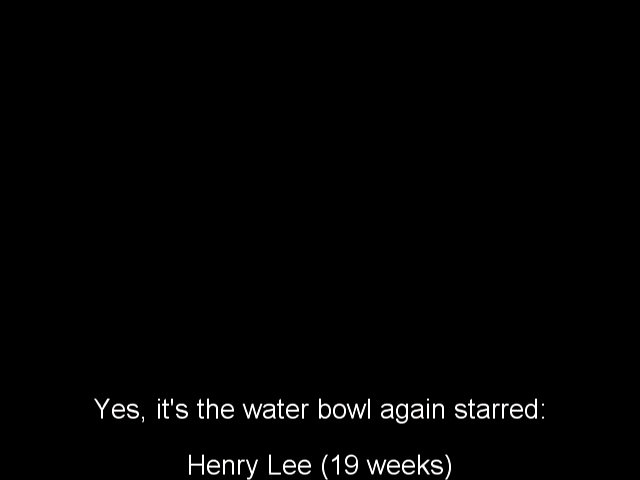 Yes, it's the water bowl again starred:
Henry Lee (19 weeks)